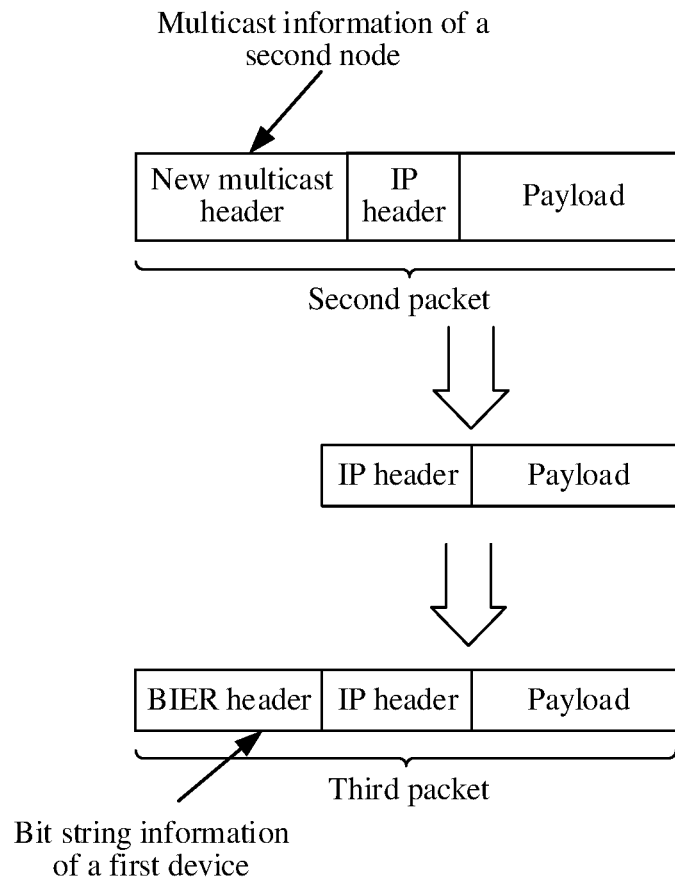 Multicast information of a
second node
New multicast
header
IP
header
Payload
Second packet
IP header
Payload
BIER header
IP header
Payload
Third packet
Bit string information
of a first device